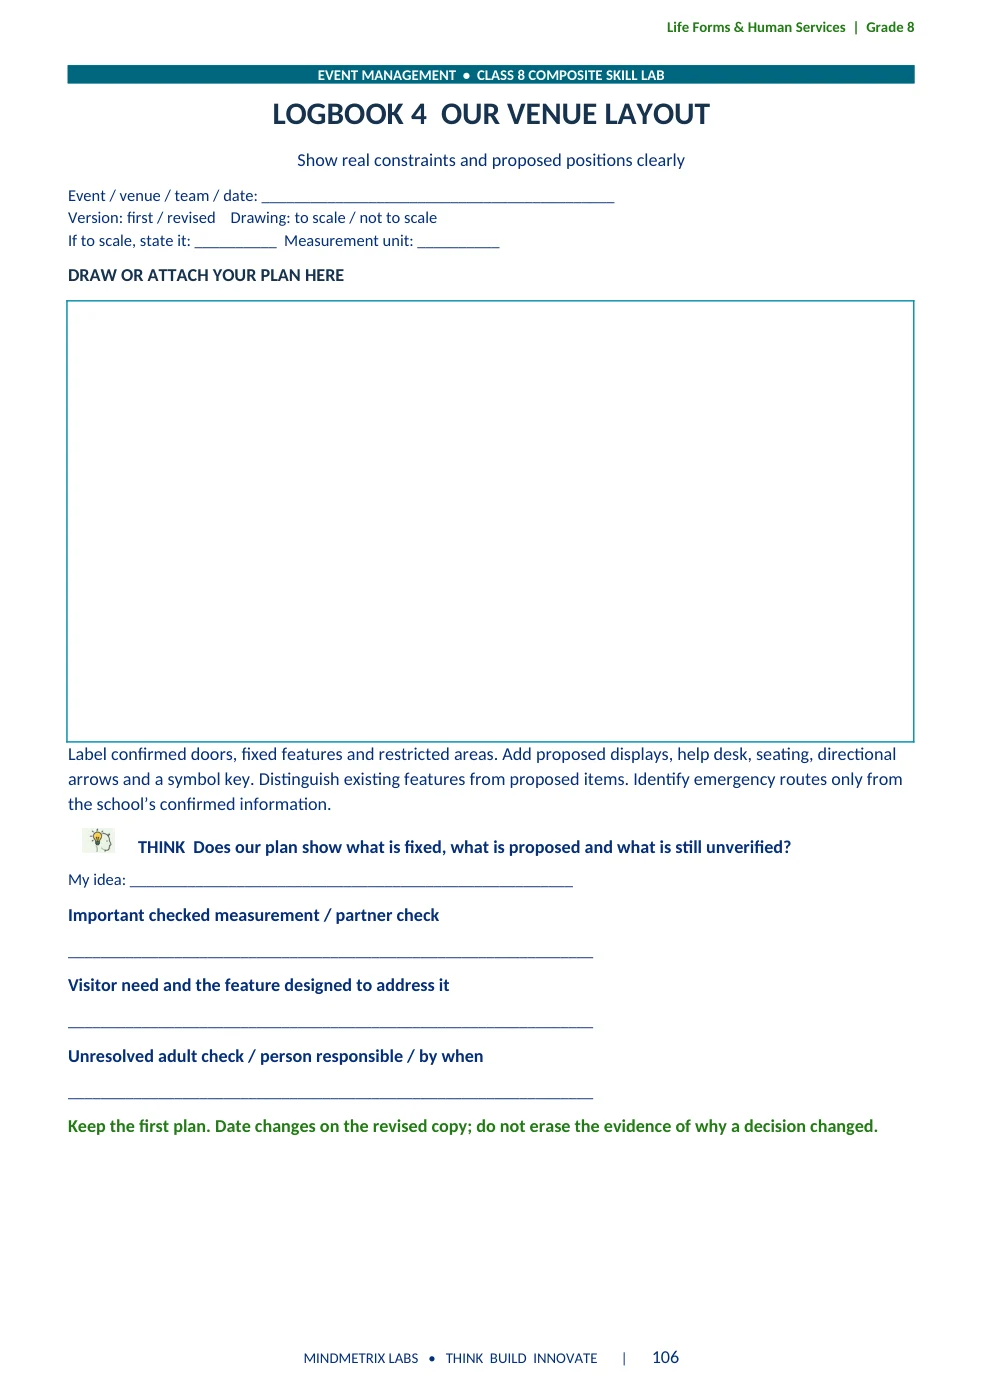 Life Forms & Human Services | Grade 8
EVENT MANAGEMENT ● CLASS 8 COMPOSITE SKILL LAB
LOGBOOK 4 OUR VENUE LAYOUT
Show real constraints and proposed positions clearly
Event / venue / team / date: ___________________________________________
Version: first / revised Drawing: to scale / not to scale
If to scale, state it: __________ Measurement unit: __________
DRAW OR ATTACH YOUR PLAN HERE
Label confirmed doors, fixed features and restricted areas. Add proposed displays, help desk, seating, directional
arrows and a symbol key. Distinguish existing features from proposed items. Identify emergency routes only from
the school’s confirmed information.
THINK Does our plan show what is fixed, what is proposed and what is still unverified?
My idea: ______________________________________________________
Important checked measurement / partner check
________________________________________________________________
Visitor need and the feature designed to address it
________________________________________________________________
Unresolved adult check / person responsible / by when
________________________________________________________________
Keep the first plan. Date changes on the revised copy; do not erase the evidence of why a decision changed.
MINDMETRIX LABS ● THINK BUILD INNOVATE | 106